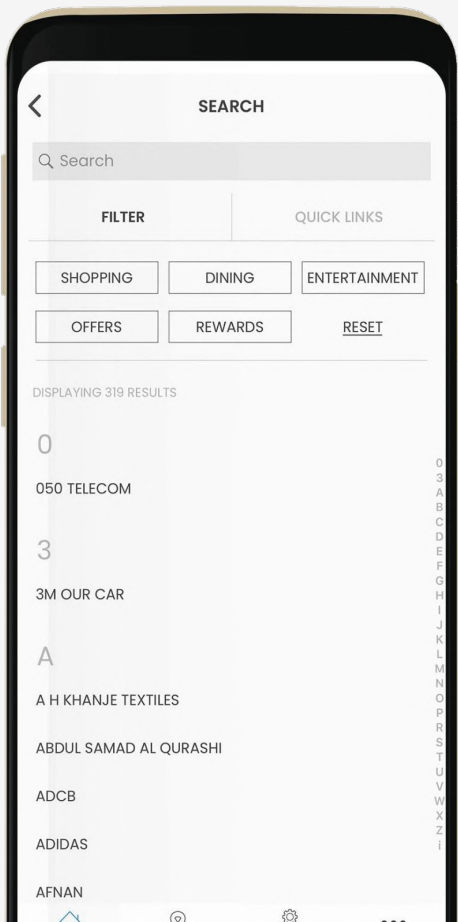 SEARCH
Search
FILTER
QUICK LINKS
SHOPPING
DINING
ENTERTAINMENT
OFFERS
REWARDS
RESET
DISPLAYING 319 RESULTS
0
050 TELECOM
3
3M OUR CAR
A
A H KHANJE TEXTILES
ABDUL SAMAD AL QURASHI
ADCB
ADIDAS
AFNAN
0
3
A
B
C
D
E
F
G
H
I
J
K
L
M
N
O
P
R
S
T
U
V
W
X
Z
i